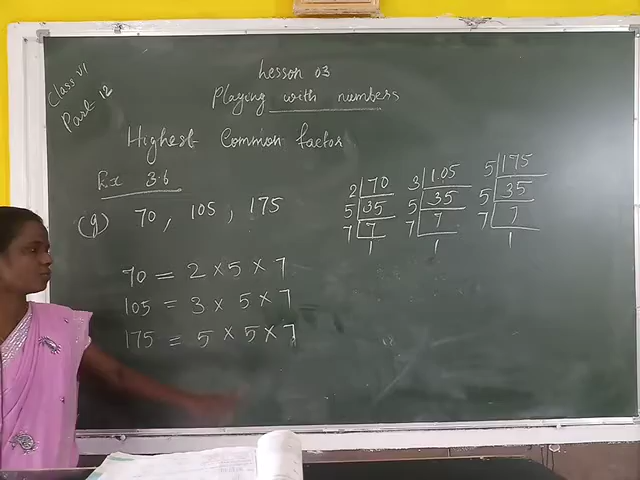 Class VI
Part 12
Lesson 03
Playing with numbers
Highest Common factor
Ex 3.6
(g) 70, 105, 175
2 | 70
5 | 35
7 | 7
1
3 | 105
5 | 35
7 | 7
1
5 | 175
5 | 35
7 | 7
1
70 = 2 × 5 × 7
105 = 3 × 5 × 7
175 = 5 × 5 × 7